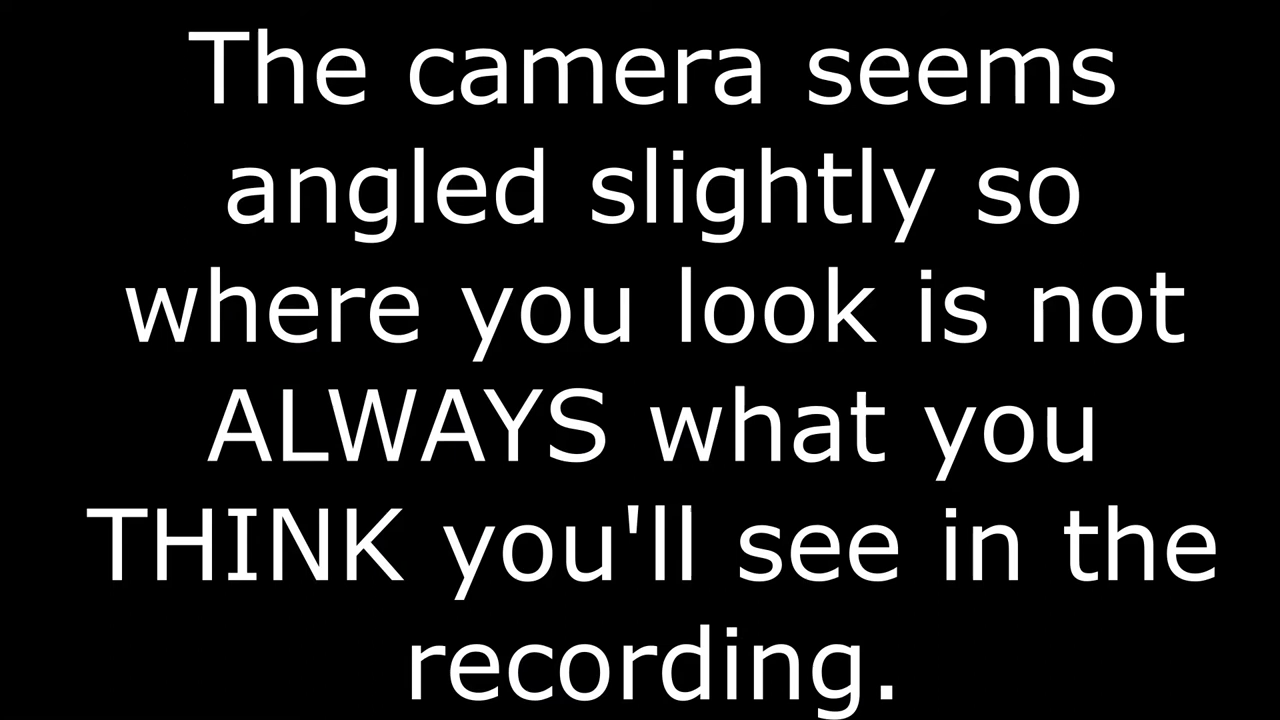 The camera seems
angled slightly so
where you look is not
ALWAYS what you
THINK you'll see in the
recording.